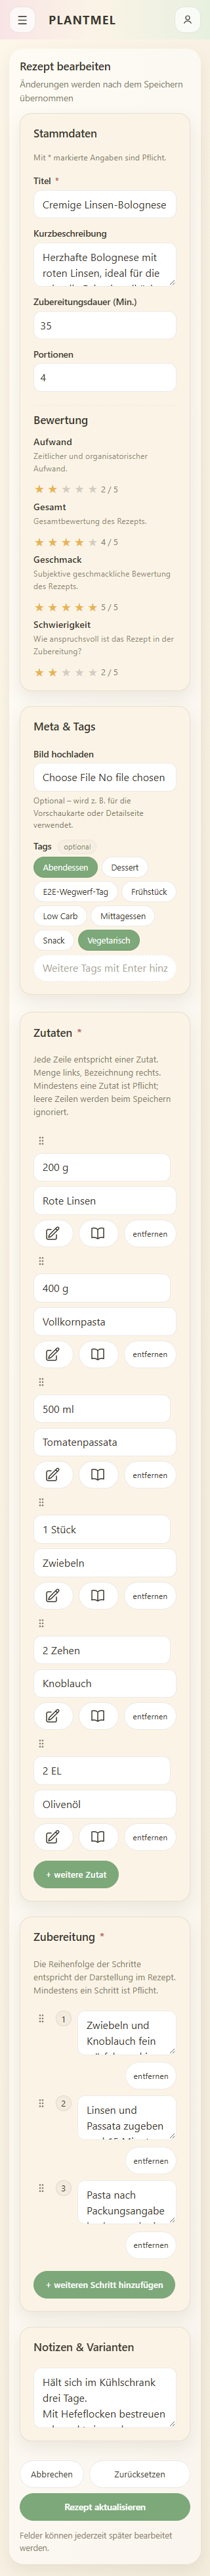 PLANTMEL
Rezept bearbeiten
Änderungen werden nach dem Speichern
übernommen
Stammdaten
Mit * markierte Angaben sind Pflicht.
Titel *
Cremige Linsen-Bolognese
Kurzbeschreibung
Herzhafte Bolognese mit
roten Linsen, ideal für die
Zubereitungsdauer (Min.)
35
Portionen
4
Bewertung
Aufwand
Zeitlicher und organisatorischer
Aufwand.
2 / 5
Gesamt
Gesamtbewertung des Rezepts.
4 / 5
Geschmack
Subjektive geschmackliche Bewertung
des Rezepts.
5 / 5
Schwierigkeit
Wie anspruchsvoll ist das Rezept in der
Zubereitung?
2 / 5
Meta & Tags
Bild hochladen
Choose File No file chosen
Optional – wird z. B. für die
Vorschaukarte oder Detailseite
verwendet.
Tags optional
Abendessen Dessert
E2E-Wegwerf-Tag Frühstück
Low Carb Mittagessen
Snack Vegetarisch
Weitere Tags mit Enter hinz
Zutaten *
Jede Zeile entspricht einer Zutat.
Menge links, Bezeichnung rechts.
Mindestens eine Zutat ist Pflicht;
leere Zeilen werden beim Speichern
ignoriert.
200 g
Rote Linsen
entfernen
400 g
Vollkornpasta
entfernen
500 ml
Tomatenpassata
entfernen
1 Stück
Zwiebeln
entfernen
2 Zehen
Knoblauch
entfernen
2 EL
Olivenöl
entfernen
+ weitere Zutat
Zubereitung *
Die Reihenfolge der Schritte
entspricht der Darstellung im Rezept.
Mindestens ein Schritt ist Pflicht.
1 Zwiebeln und
Knoblauch fein
entfernen
2 Linsen und
Passata zugeben
entfernen
3 Pasta nach
Packungsangabe
entfernen
+ weiteren Schritt hinzufügen
Notizen & Varianten
Hält sich im Kühlschrank
drei Tage.
Mit Hefeflocken bestreuen
Abbrechen Zurücksetzen
Rezept aktualisieren
Felder können jederzeit später bearbeitet
werden.